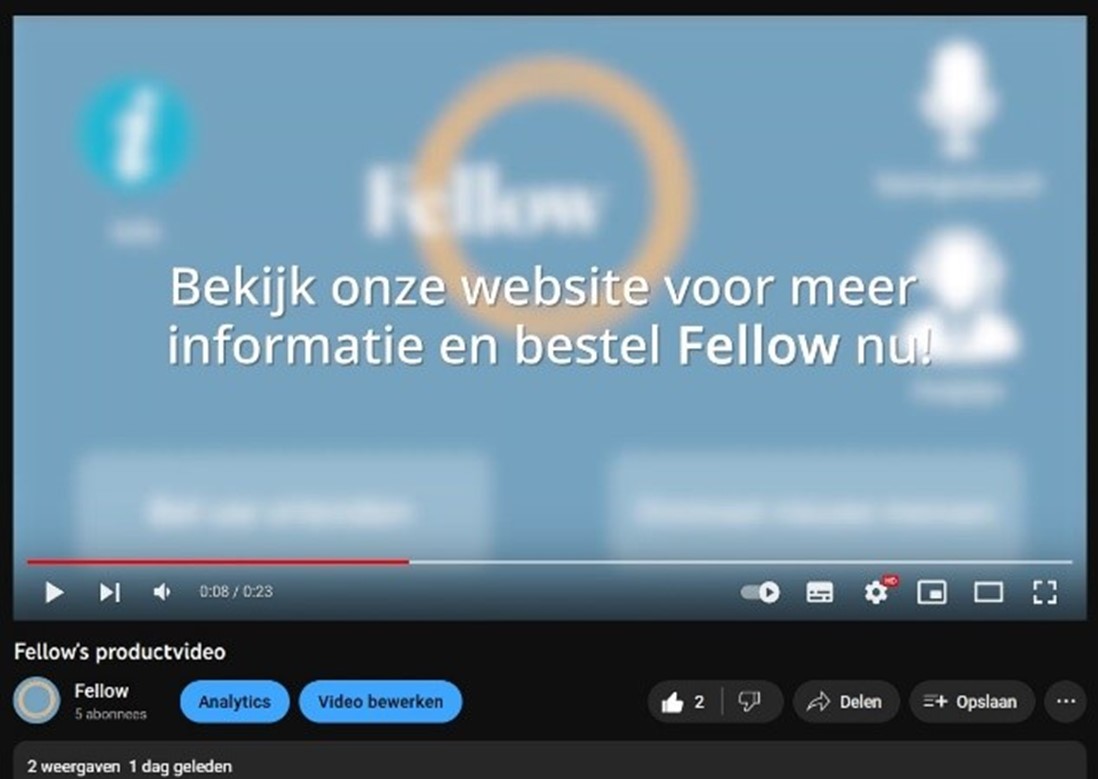 Fellow
Bekijk onze website voor meer
informatie en bestel Fellow nu!
0:08 / 0:23
HD
Fellow's productvideo
Fellow
5 abonnees
Analytics
Video bewerken
2
Delen
Opslaan
2 weergaven 1 dag geleden